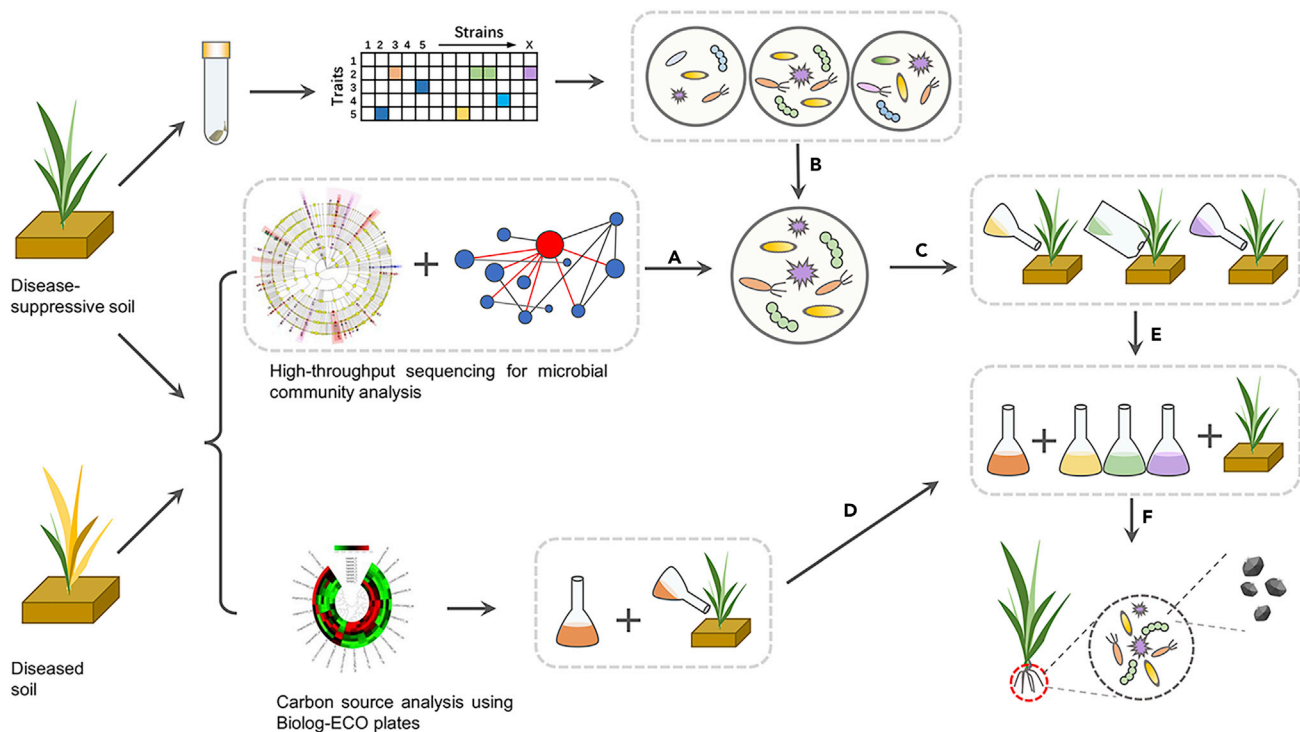 1 2 3 4 5
Strains
X
Traits
1
2
3
4
5
B
Disease-
suppressive soil
A
C
High-throughput sequencing for microbial
community analysis
E
D
F
Diseased
soil
Carbon source analysis using
Biolog-ECO plates